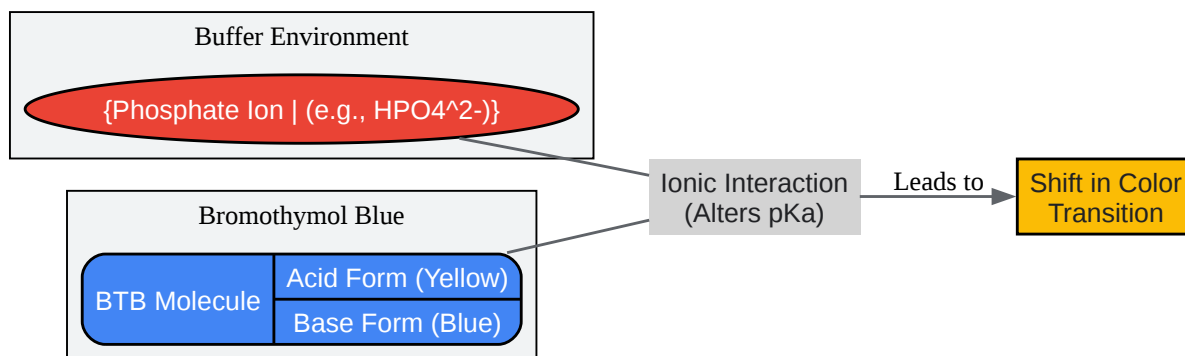 Buffer Environment
{Phosphate Ion | (e.g., HPO4^2-)}
Bromothymol Blue
BTB Molecule
Acid Form (Yellow)
Base Form (Blue)
Ionic Interaction
(Alters pKa)
Leads to
Shift in Color
Transition